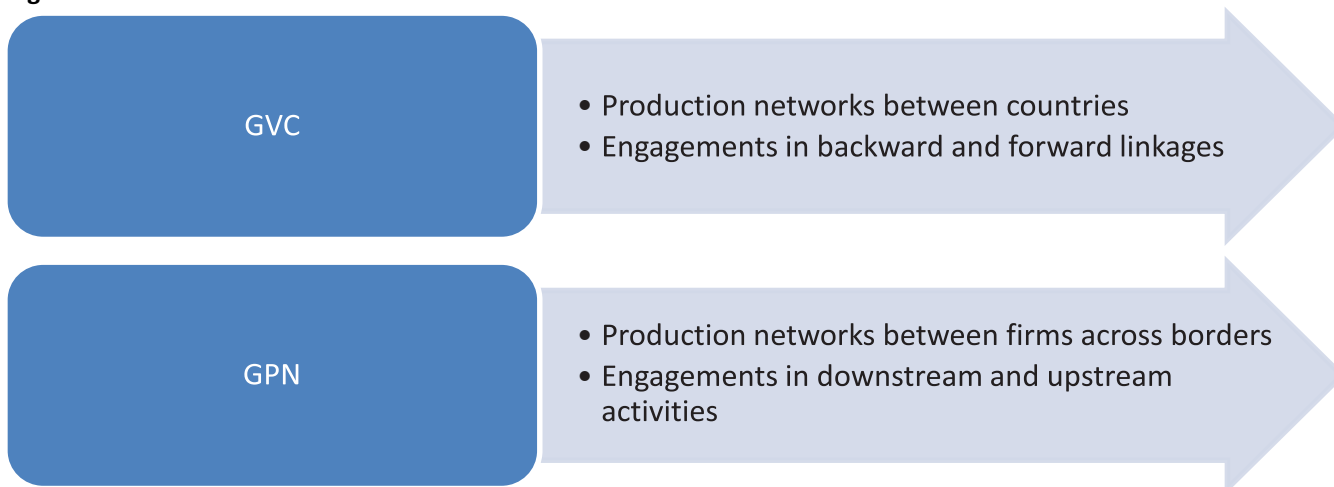 GVC
• Production networks between countries
• Engagements in backward and forward linkages
GPN
• Production networks between firms across borders
• Engagements in downstream and upstream
activities